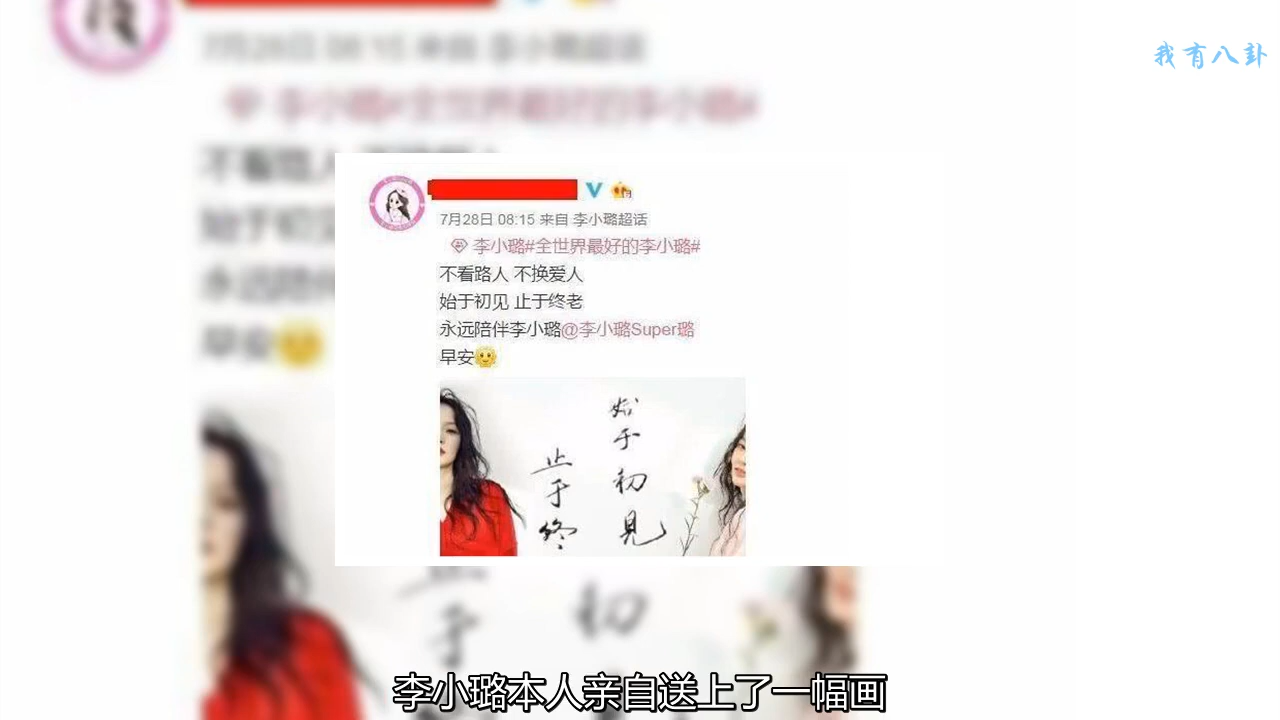 我有八卦
7月28日 08:15 来自 李小璐超话
李小璐#全世界最好的李小璐#
不看路人 不换爱人
始于初见 止于终老
永远陪伴李小璐@李小璐Super璐
早安
始于初見
止于终
李小璐本人亲自送上了一幅画